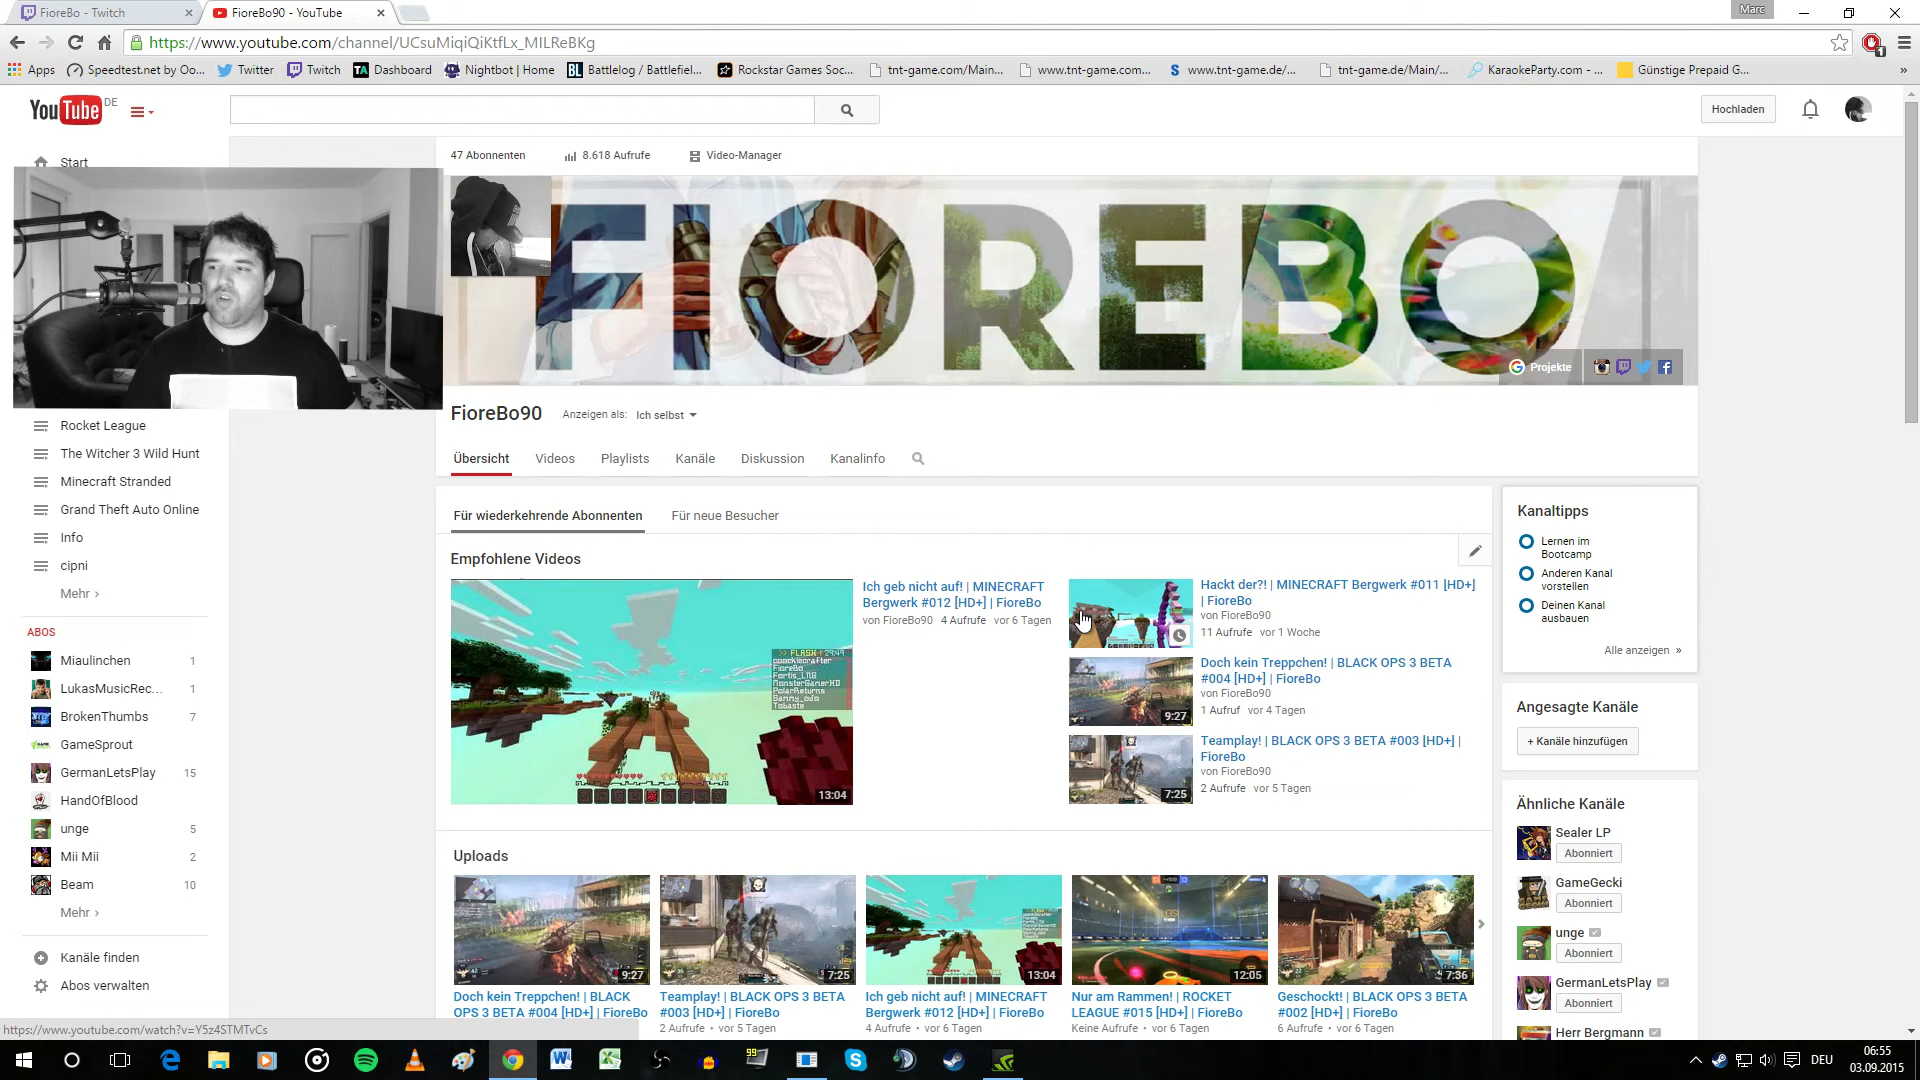 FioreBo - Twitch
FioreBo90 - YouTube
Marc
https://www.youtube.com/channel/UCsuMiqiQiKtfLx_MILReBKg
Apps
Speedtest.net by Oo...
Twitter
Twitch
TA Dashboard
Nightbot | Home
BL Battlelog / Battlefiel...
Rockstar Games Soc...
tnt-game.com/Main...
www.tnt-game.com...
S www.tnt-game.de/...
tnt-game.de/Main/...
KaraokeParty.com - ...
Günstige Prepaid G...
YouTube DE
Hochladen
Start
47 Abonnenten
8.618 Aufrufe
Video-Manager
FIOREBO
Projekte
FioreBo90
Anzeigen als: Ich selbst
Übersicht
Videos
Playlists
Kanäle
Diskussion
Kanalinfo
Rocket League
The Witcher 3 Wild Hunt
Minecraft Stranded
Grand Theft Auto Online
Info
cipni
Mehr ›
ABOS
Miaulinchen 1
LukasMusicRec... 1
BrokenThumbs 7
GameSprout
GermanLetsPlay 15
HandOfBlood
unge 5
Mii Mii 2
Beam 10
Mehr ›
Kanäle finden
Abos verwalten
Für wiederkehrende Abonnenten
Für neue Besucher
Empfohlene Videos
>> FLASH | 29:49
FioreBo
Fortis_LNG
MonsterGamerXD
PolarReturns
Sanny_odo
Tobaste
13:04
Ich geb nicht auf! | MINECRAFT
Bergwerk #012 [HD+] | FioreBo
von FioreBo90 4 Aufrufe vor 6 Tagen
Hackt der?! | MINECRAFT Bergwerk #011 [HD+]
| FioreBo
von FioreBo90
11 Aufrufe vor 1 Woche
9:27
Doch kein Treppchen! | BLACK OPS 3 BETA
#004 [HD+] | FioreBo
von FioreBo90
1 Aufruf vor 4 Tagen
7:25
Teamplay! | BLACK OPS 3 BETA #003 [HD+] |
FioreBo
von FioreBo90
2 Aufrufe vor 5 Tagen
Uploads
9:27
Doch kein Treppchen! | BLACK
OPS 3 BETA #004 [HD+] | FioreBo
7:25
Teamplay! | BLACK OPS 3 BETA
#003 [HD+] | FioreBo
2 Aufrufe • vor 5 Tagen
13:04
Ich geb nicht auf! | MINECRAFT
Bergwerk #012 [HD+] | FioreBo
4 Aufrufe • vor 6 Tagen
12:05
Nur am Rammen! | ROCKET
LEAGUE #015 [HD+] | FioreBo
Keine Aufrufe • vor 6 Tagen
7:36
Geschockt! | BLACK OPS 3 BETA
#002 [HD+] | FioreBo
6 Aufrufe • vor 6 Tagen
Kanaltipps
Lernen im
Bootcamp
Anderen Kanal
vorstellen
Deinen Kanal
ausbauen
Alle anzeigen »
Angesagte Kanäle
+ Kanäle hinzufügen
Ähnliche Kanäle
Sealer LP
Abonniert
GameGecki
Abonniert
unge
Abonniert
GermanLetsPlay
Abonniert
Herr Bergmann
https://www.youtube.com/watch?v=Y5z4STMTvCs
99
DEU
06:55
03.09.2015